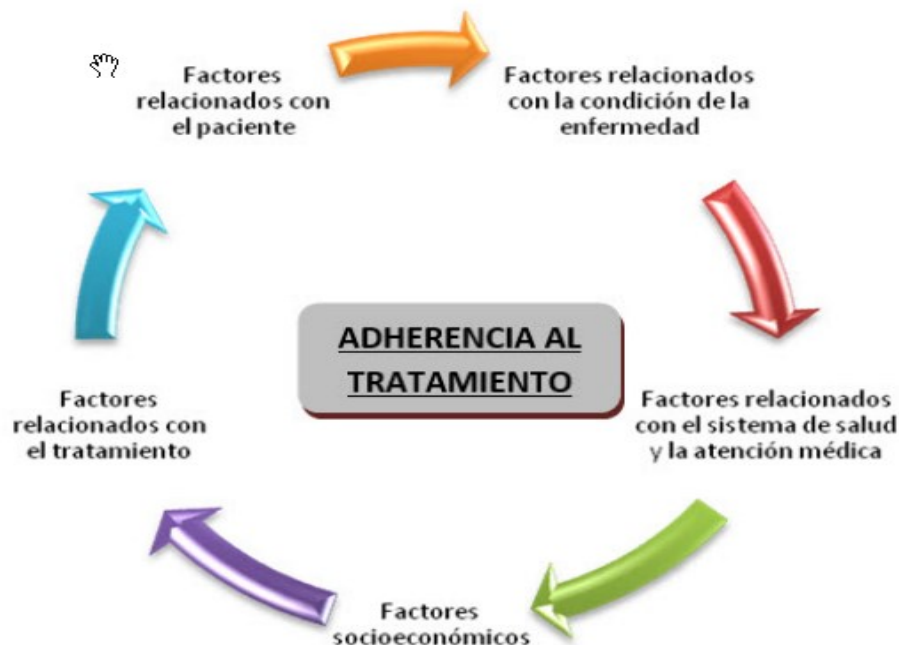 Factores
relacionados con
el paciente
Factores relacionados
con la condición de la
enfermedad
ADHERENCIA AL
TRATAMIENTO
Factores
relacionados con
el tratamiento
Factores relacionados
con el sistema de salud
y la atención médica
Factores
socioeconómicos